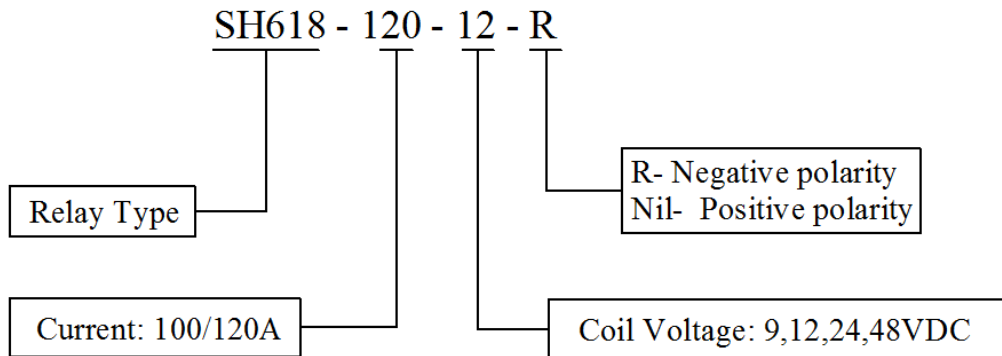 SH618 - 120 - 12 - R
R- Negative polarity
Nil- Positive polarity
Relay Type
Current: 100/120A
Coil Voltage: 9,12,24,48VDC